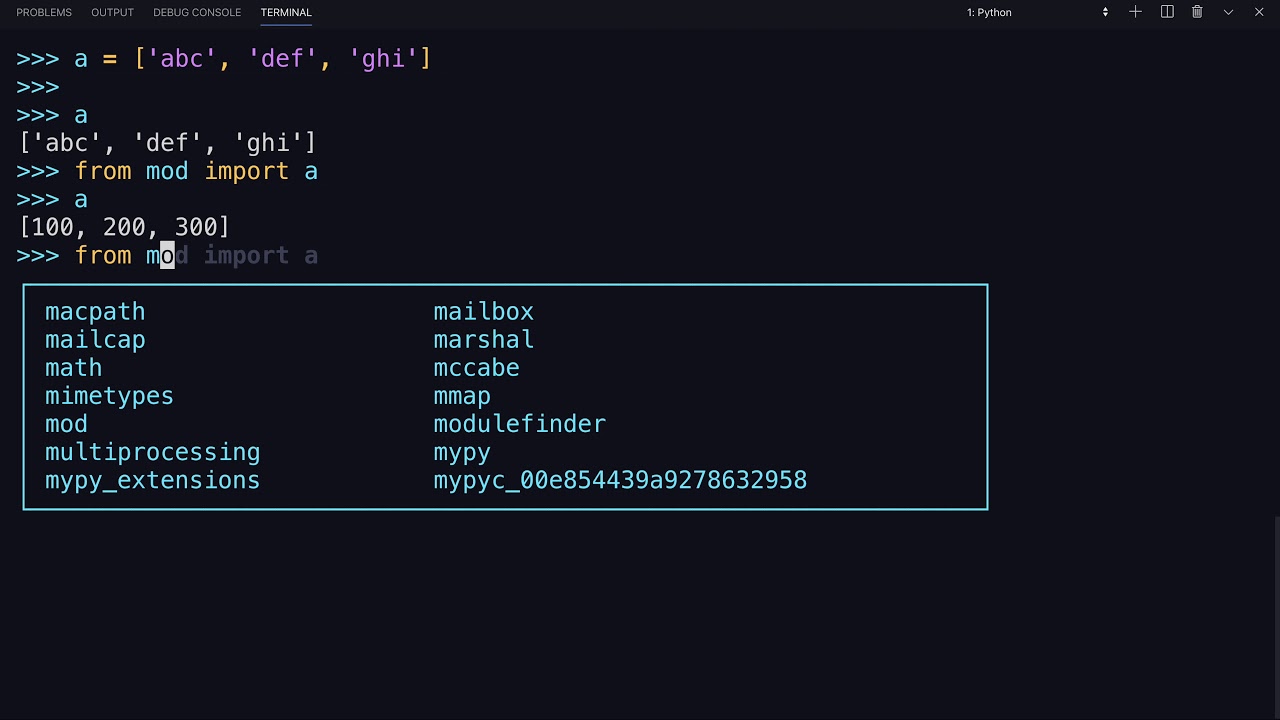 PROBLEMS OUTPUT DEBUG CONSOLE TERMINAL 1: Python
>>> a = ['abc', 'def', 'ghi']
>>>
>>> a
['abc', 'def', 'ghi']
>>> from mod import a
>>> a
[100, 200, 300]
>>> from mod import a
macpath mailbox
mailcap marshal
math mccabe
mimetypes mmap
mod modulefinder
multiprocessing mypy
mypy_extensions mypyc_00e854439a9278632958